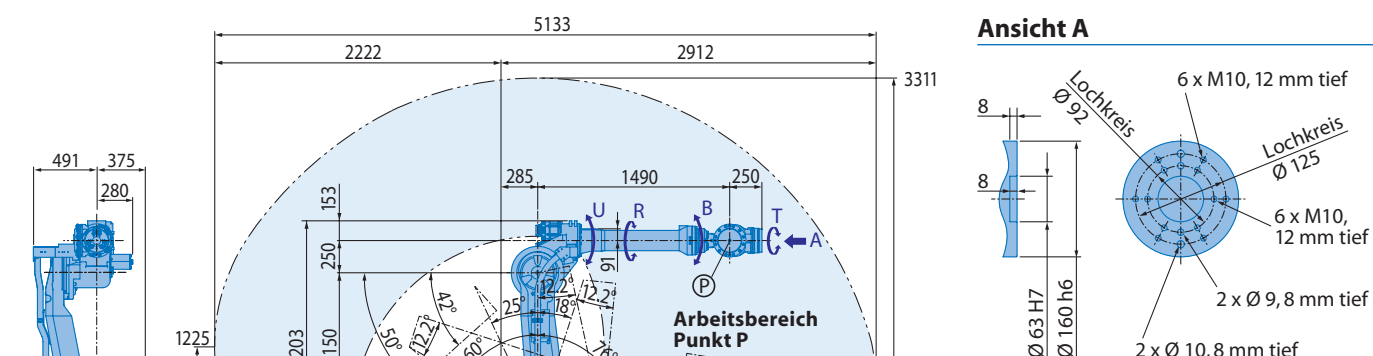 5133
2222
2912
3311
491
375
280
285
1490
250
153
250
U
R
B
T
A
91
P
12.2°
12.2°
25°
18°
42°
50°
12.2°
60°
1225
203
150
Arbeitsbereich
Punkt P
Ansicht A
Lochkreis
Ø 92
6 x M10, 12 mm tief
Lochkreis
Ø 125
8
8
6 x M10,
12 mm tief
2 x Ø 9, 8 mm tief
Ø 63 H7
Ø 160 h6
2 x Ø 10, 8 mm tief